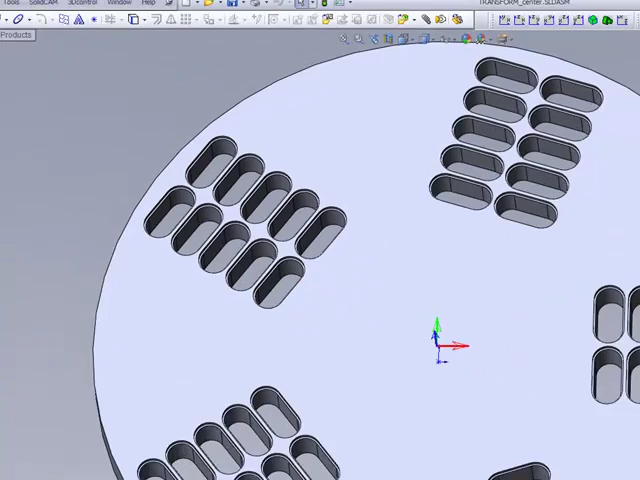 Tools SolidCAM 3Dcontrol Window Help
TRANSFORM_center.SLDASM
Products